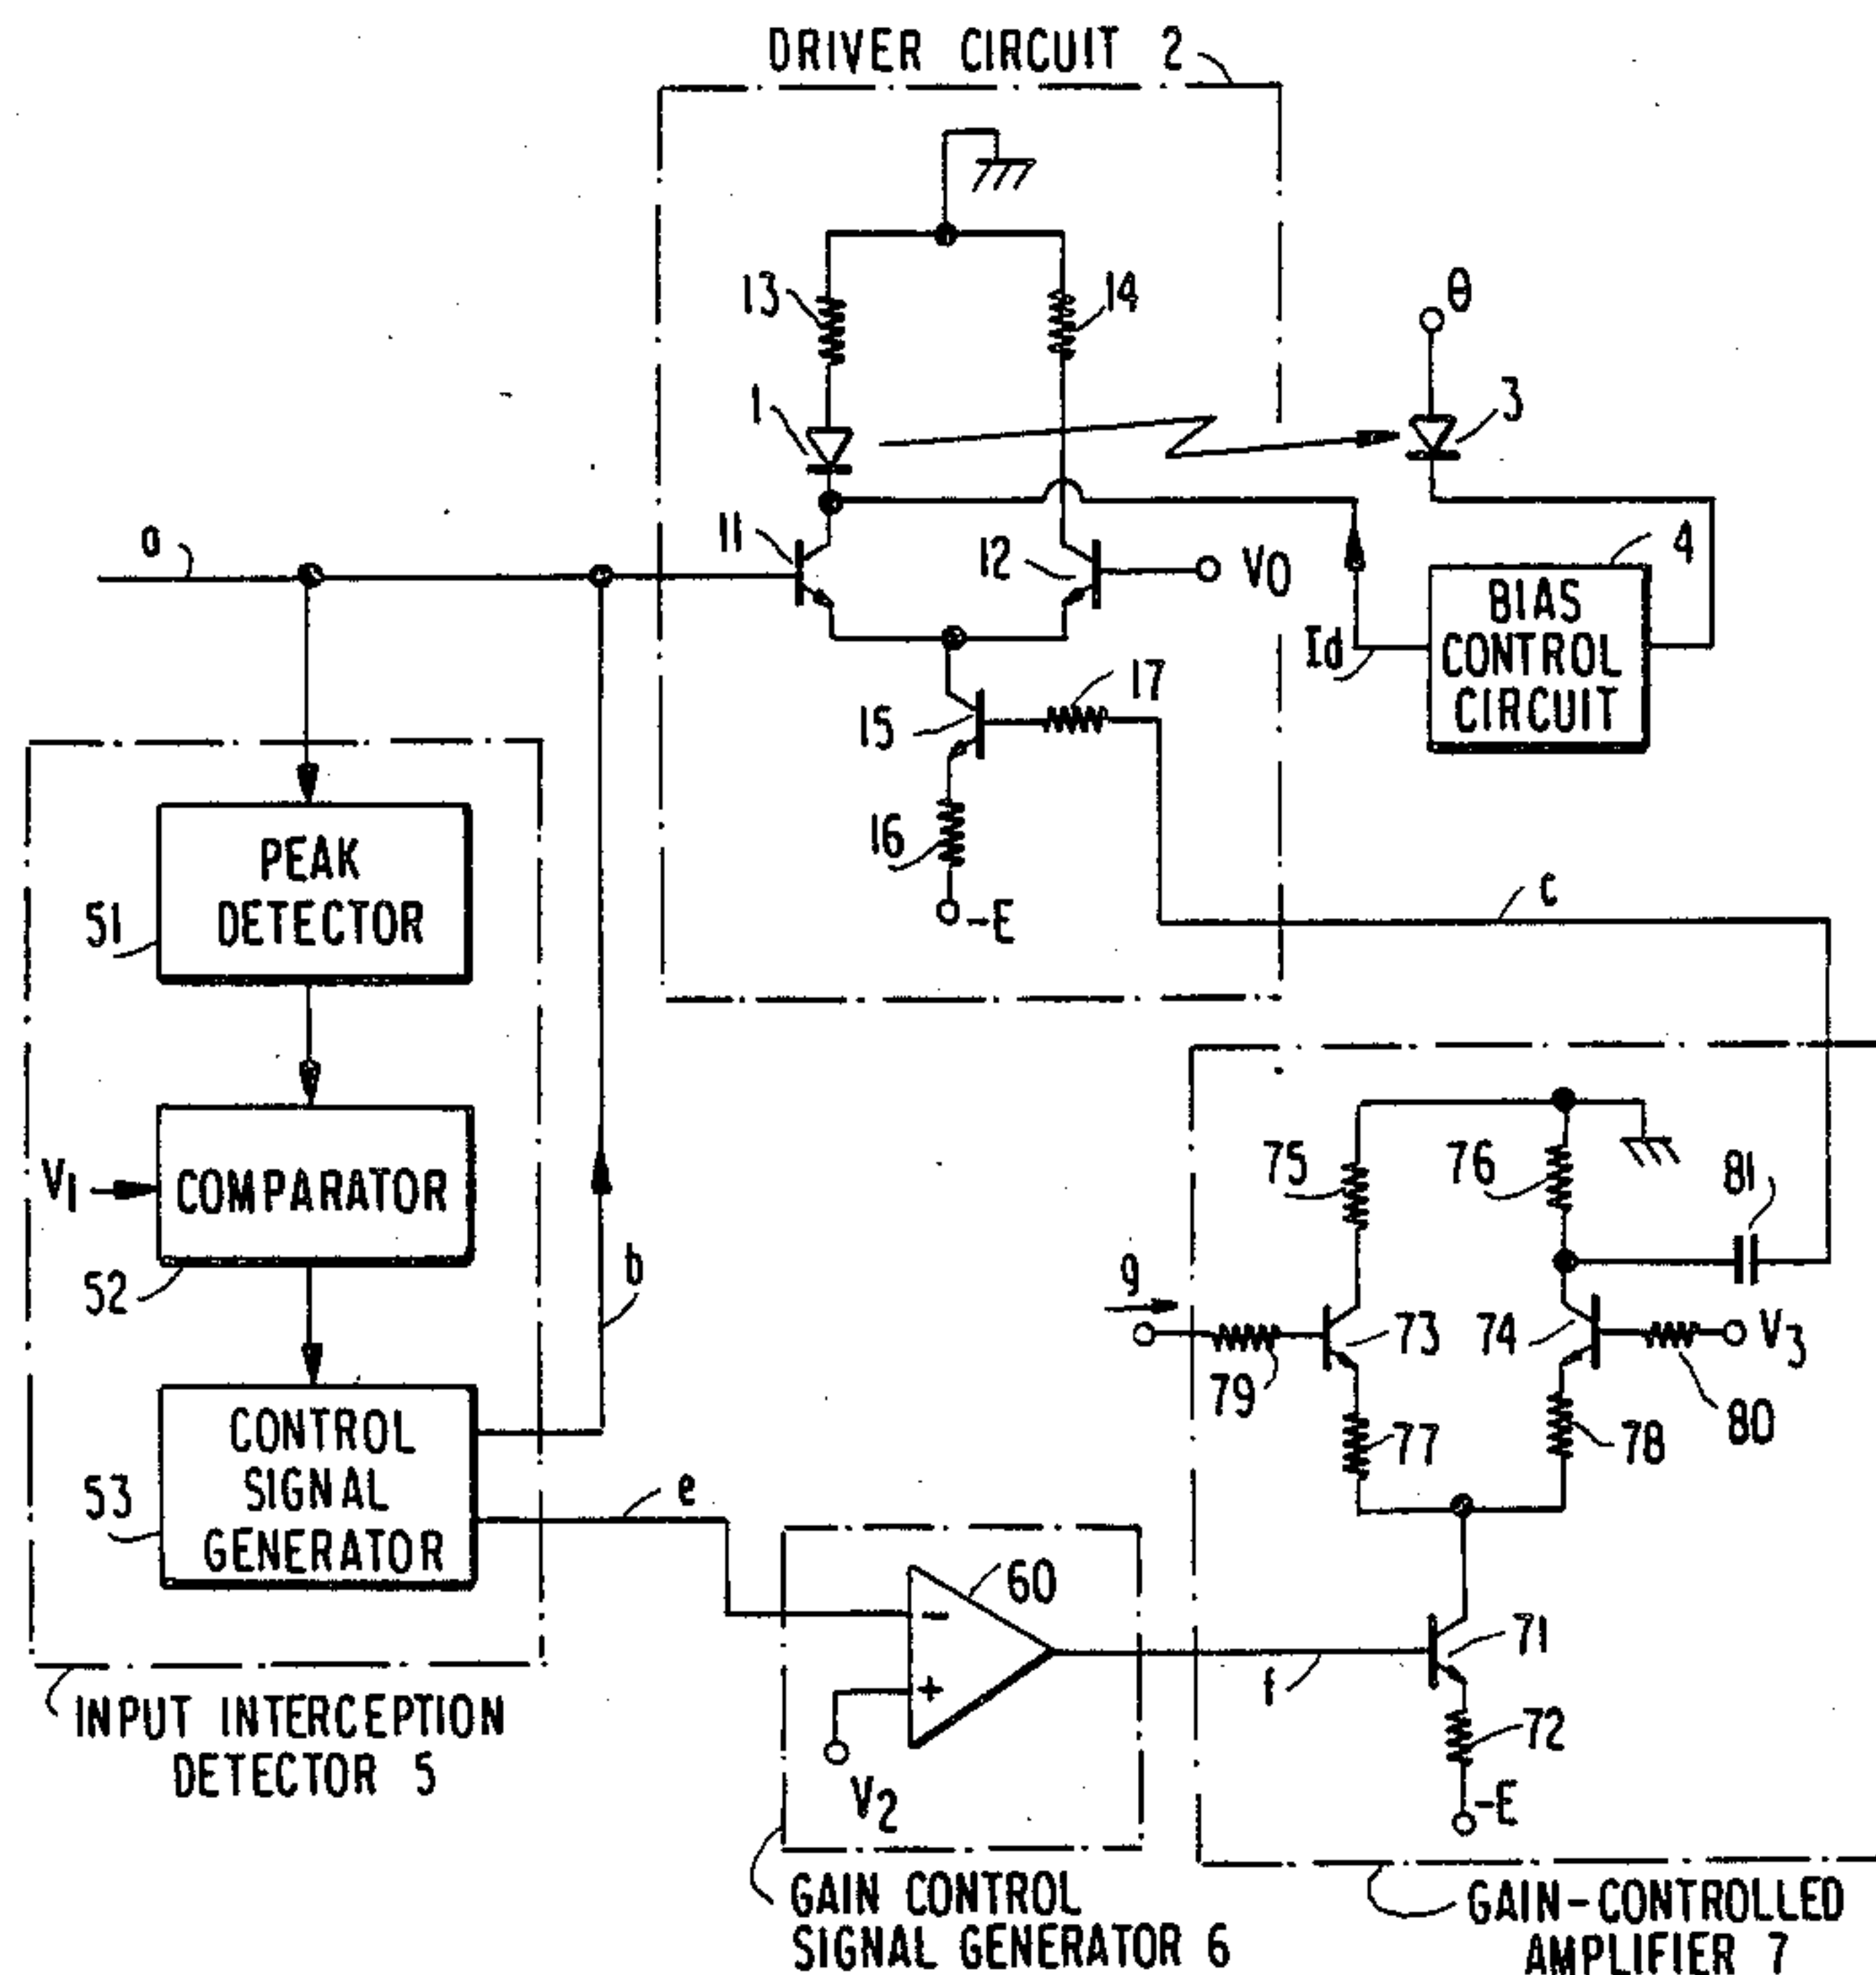 DRIVER CIRCUIT 2
13
14
θ
1
3
a
11
12
V0
4
BIAS
CONTROL
CIRCUIT
Id
17
15
16
-E
c
PEAK
DETECTOR
51
V1
COMPARATOR
52
b
CONTROL
SIGNAL
GENERATOR
53
e
INPUT INTERCEPTION
DETECTOR 5
75
76
81
9
73
74
V3
79
80
77
78
60
-
+
V2
f
71
72
-E
GAIN CONTROL
SIGNAL GENERATOR 6
GAIN-CONTROLLED
AMPLIFIER 7